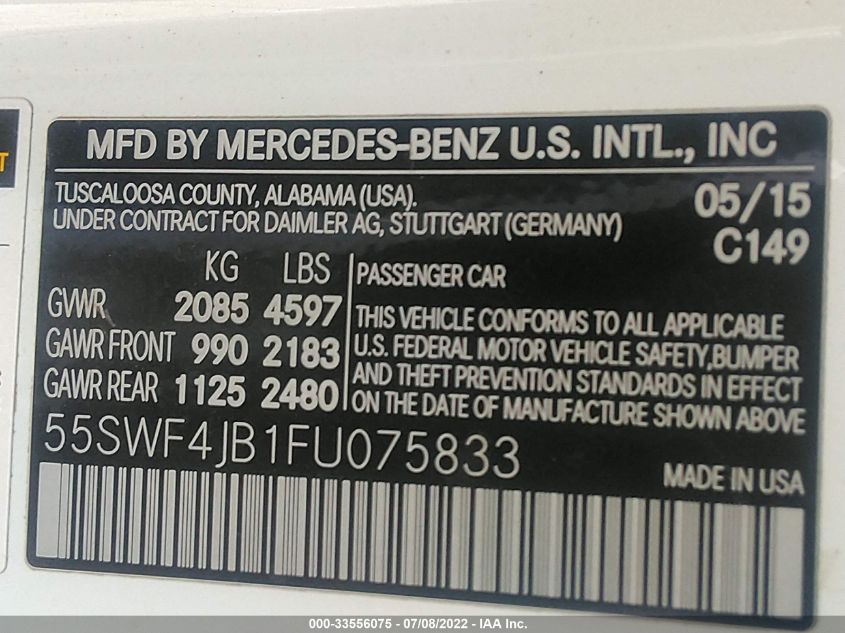 MFD BY MERCEDES-BENZ U.S. INTL., INC
TUSCALOOSA COUNTY, ALABAMA (USA).
UNDER CONTRACT FOR DAIMLER AG, STUTTGART (GERMANY)
05/15
C149
KG LBS
GVWR 2085 4597
GAWR FRONT 990 2183
GAWR REAR 1125 2480
PASSENGER CAR
THIS VEHICLE CONFORMS TO ALL APPLICABLE
U.S. FEDERAL MOTOR VEHICLE SAFETY,BUMPER
AND THEFT PREVENTION STANDARDS IN EFFECT
ON THE DATE OF MANUFACTURE SHOWN ABOVE
55SWF4JB1FU075833
MADE IN USA
000-33556075 - 07/08/2022 - IAA Inc.